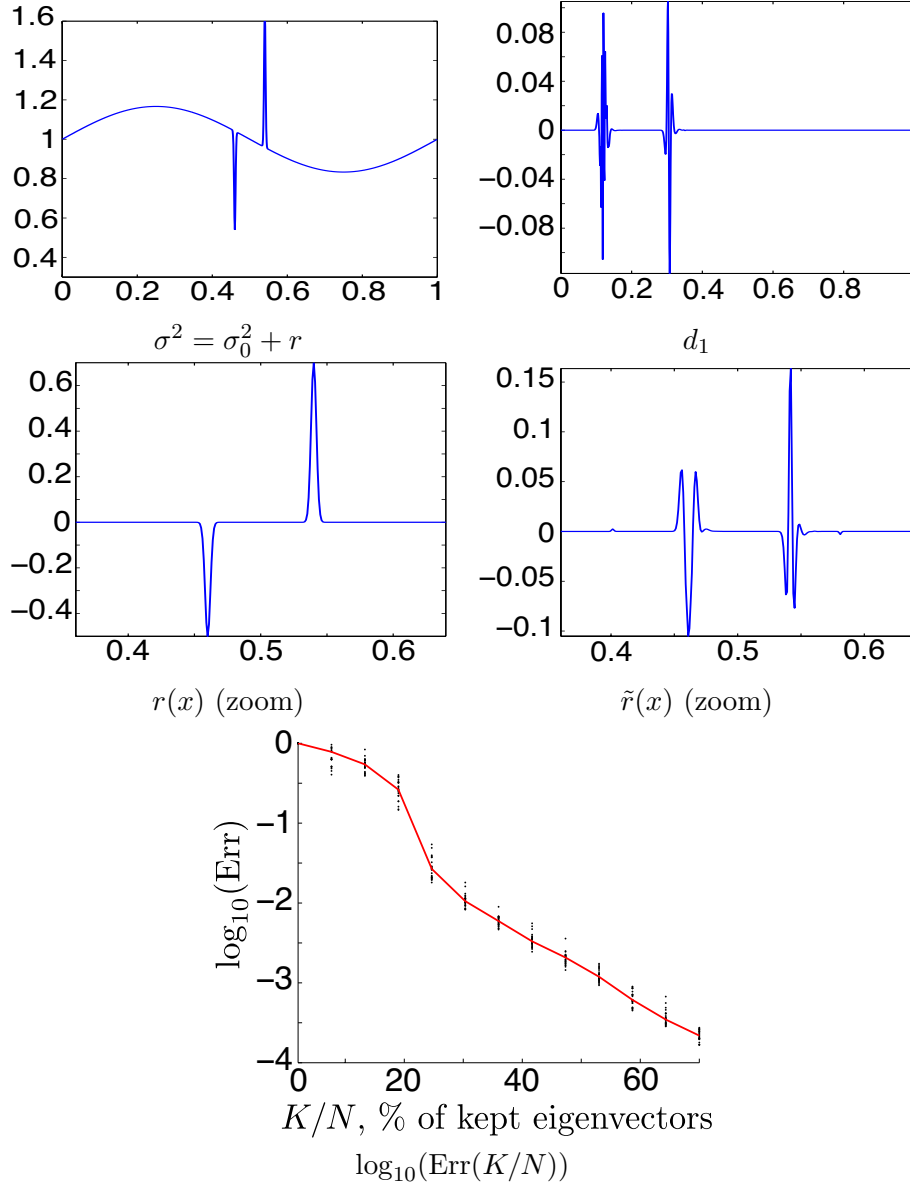 1.6
1.4
1.2
1
0.8
0.6
0.4
0 0.2 0.4 0.6 0.8 1
σ² = σ₀² + r
0.08
0.04
0
−0.04
−0.08
0 0.2 0.4 0.6 0.8
d₁
0.6
0.4
0.2
0
−0.2
−0.4
0.4 0.5 0.6
r(x) (zoom)
0.15
0.1
0.05
0
−0.05
−0.1
0.4 0.5 0.6
r̃(x) (zoom)
0
−1
−2
−3
−4
log₁₀(Err)
0 20 40 60
K/N, % of kept eigenvectors
log₁₀(Err(K/N))